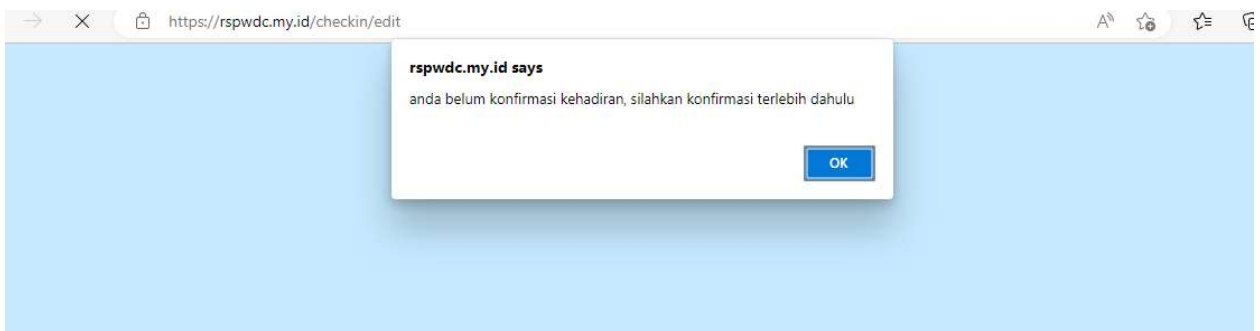 https://rspwdc.my.id/checkin/edit
rspwdc.my.id says
anda belum konfirmasi kehadiran, silahkan konfirmasi terlebih dahulu
OK